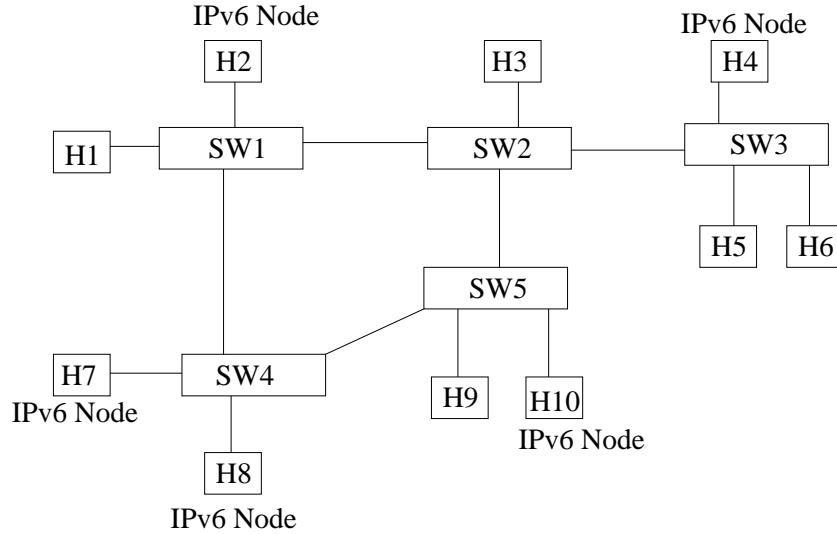 IPv6 Node
H2
H3
IPv6 Node
H4
H1
SW1
SW2
SW3
H5
H6
SW5
H7
IPv6 Node
SW4
H9
H10
IPv6 Node
H8
IPv6 Node